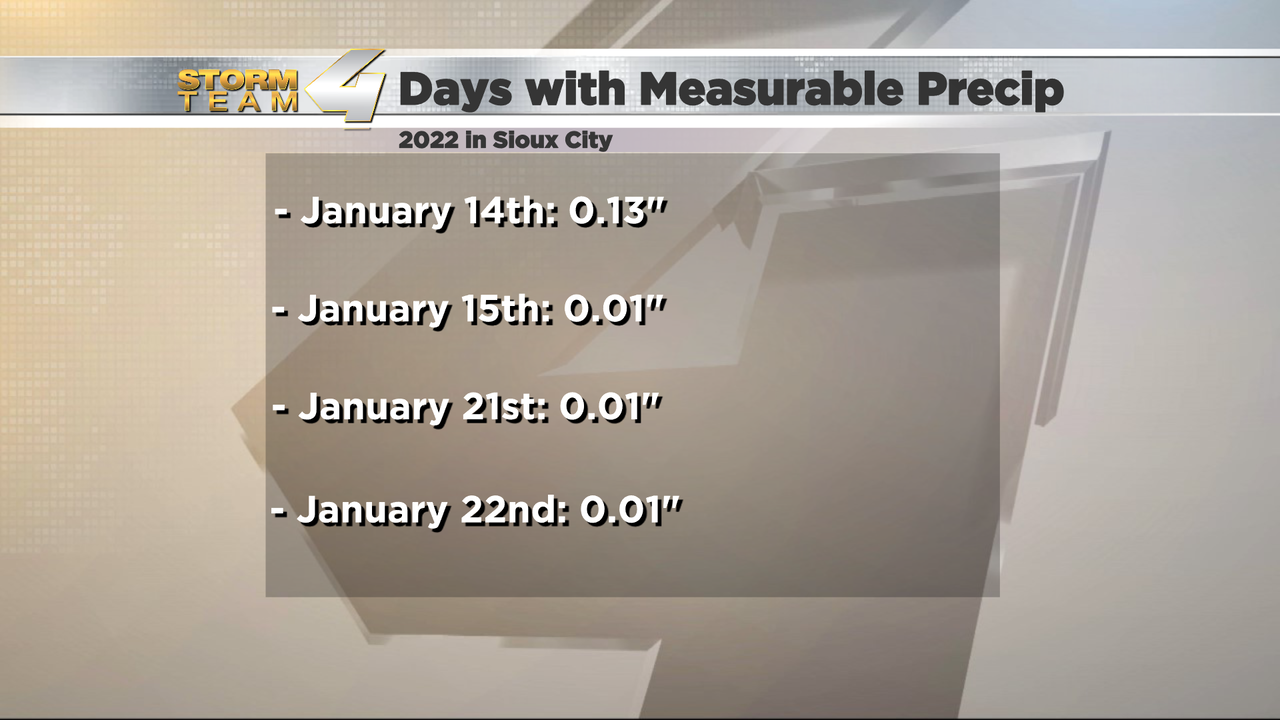 STORM
TEAM
4
Days with Measurable Precip
2022 in Sioux City
- January 14th: 0.13"
- January 15th: 0.01"
- January 21st: 0.01"
- January 22nd: 0.01"